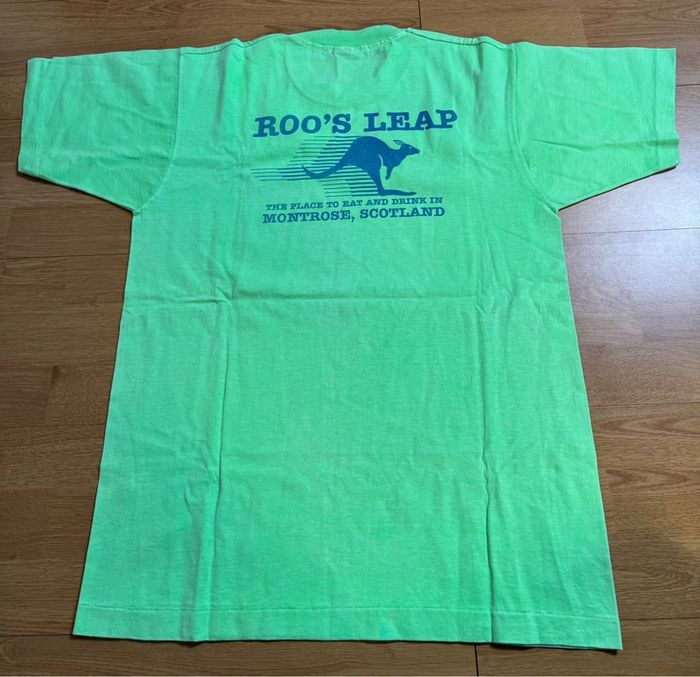 ROO'S LEAP
THE PLACE TO EAT AND DRINK IN
MONTROSE, SCOTLAND